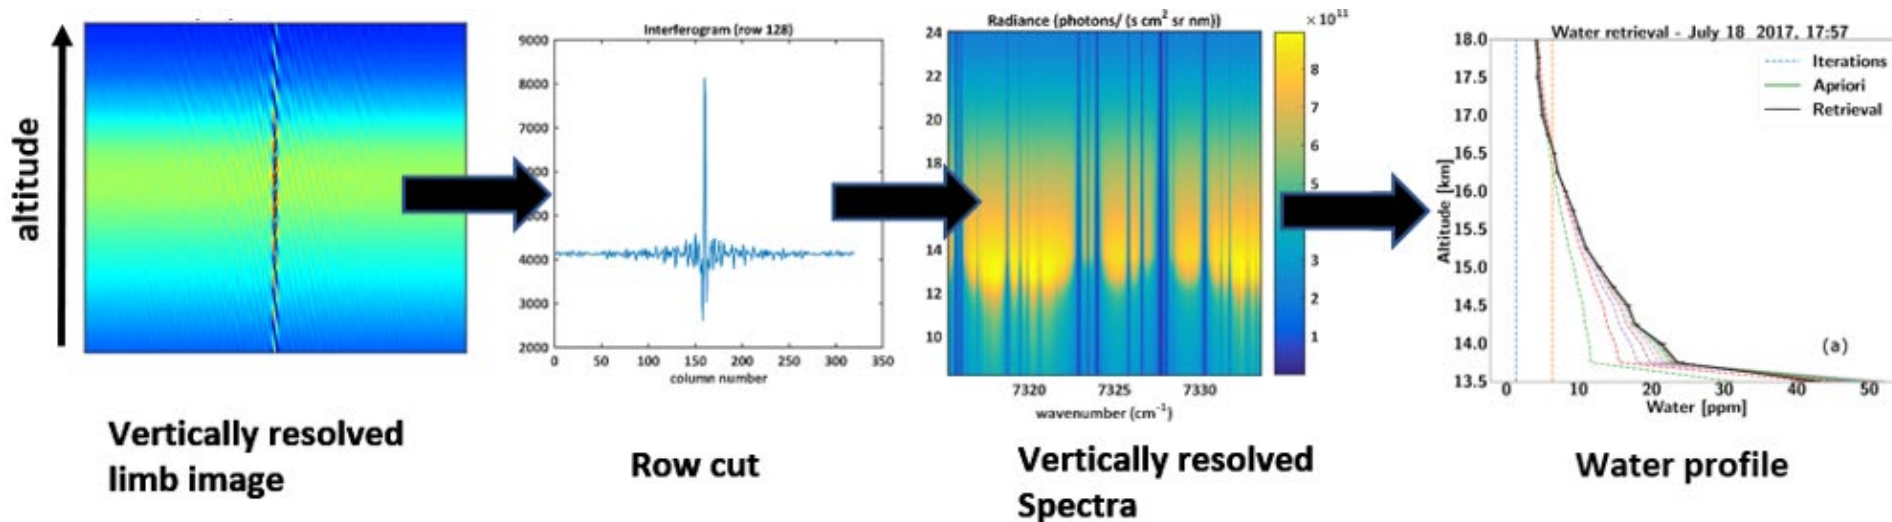 altitude
Vertically resolved
limb image
Interferogram (row 128)
9000
8000
7000
4000
3000
2000
0
50
100
150
200
250
300
350
column number
Row cut
Radiance (photons/ (s cm² sr nm))
×10¹¹
24
22
20
18
14
12
10
7320
7325
7330
wavenumber (cm⁻¹)
8
7
6
5
3
2
1
Vertically resolved
Spectra
Water retrieval - July 18 2017, 17:57
Iterations
Apriori
Retrieval
Altitude [km]
18.0
17.5
17.0
16.5
16.0
15.5
15.0
14.5
14.0
13.5
(a)
0
10
20
30
40
50
Water [ppm]
Water profile